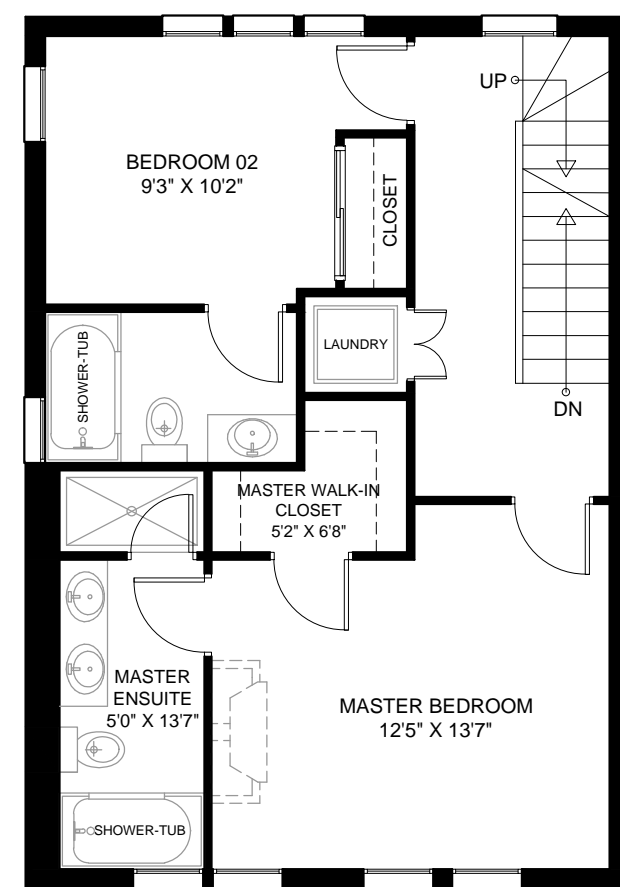 UP
BEDROOM 02
9'3" X 10'2"
CLOSET
SHOWER-TUB
LAUNDRY
DN
MASTER WALK-IN
CLOSET
5'2" X 6'8"
MASTER
ENSUITE
5'0" X 13'7"
MASTER BEDROOM
12'5" X 13'7"
SHOWER-TUB